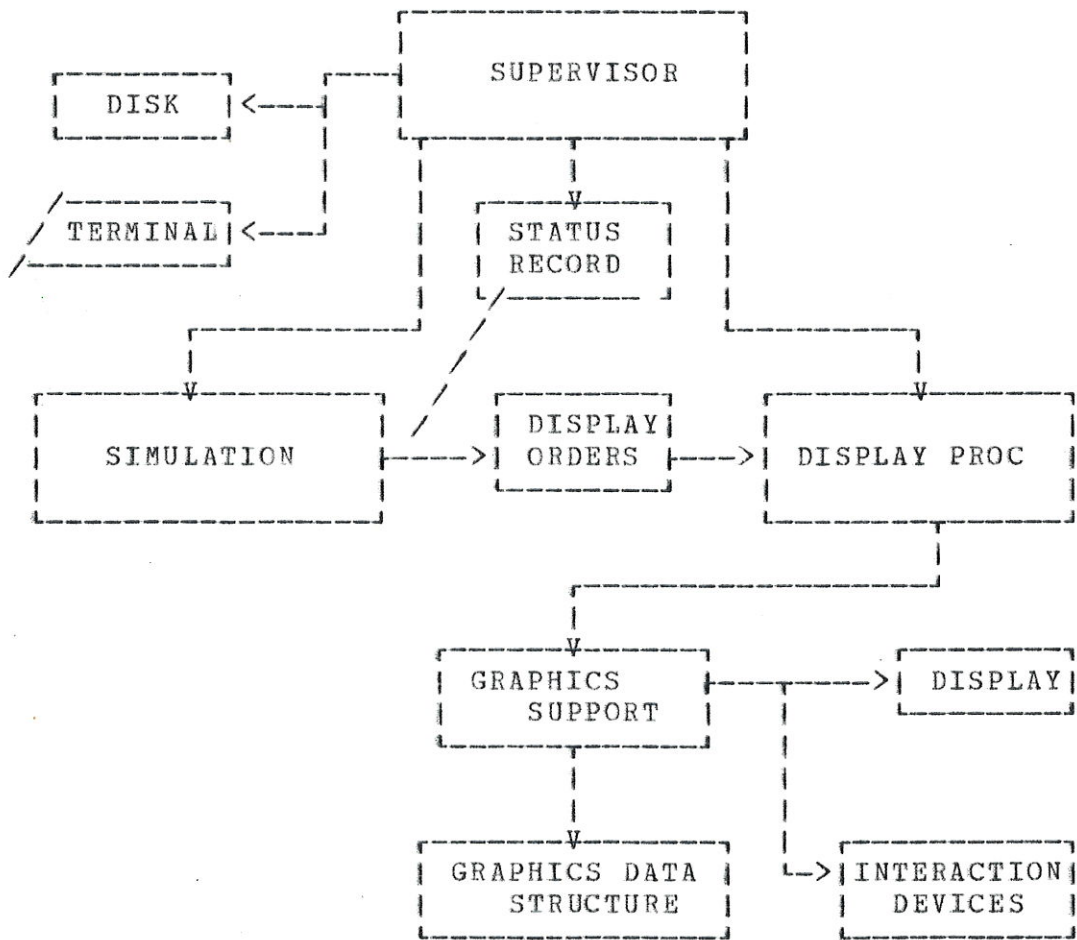 SUPERVISOR
DISK
TERMINAL
STATUS
RECORD
SIMULATION
DISPLAY
ORDERS
DISPLAY PROC
GRAPHICS
SUPPORT
DISPLAY
GRAPHICS DATA
STRUCTURE
INTERACTION
DEVICES